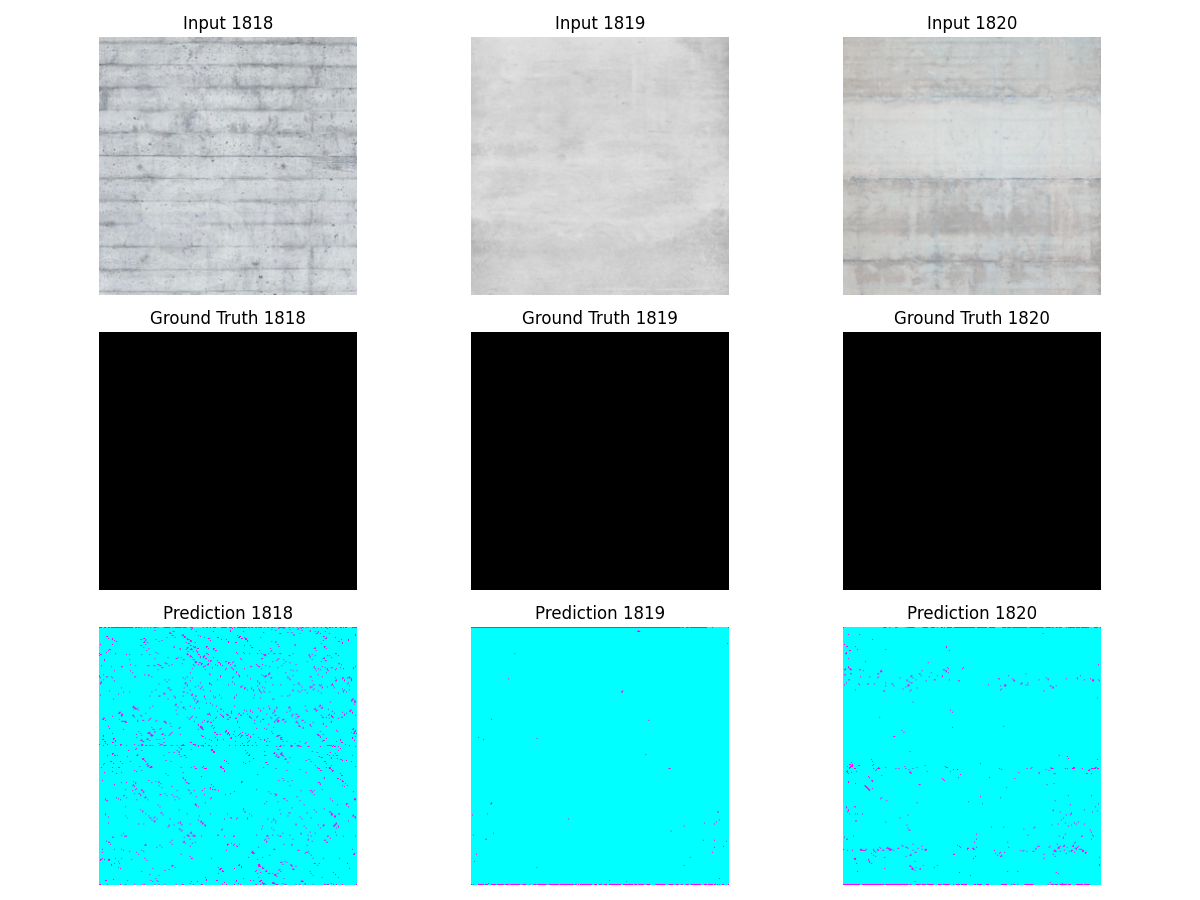 Input 1818
Input 1819
Input 1820
Ground Truth 1818
Ground Truth 1819
Ground Truth 1820
Prediction 1818
Prediction 1819
Prediction 1820